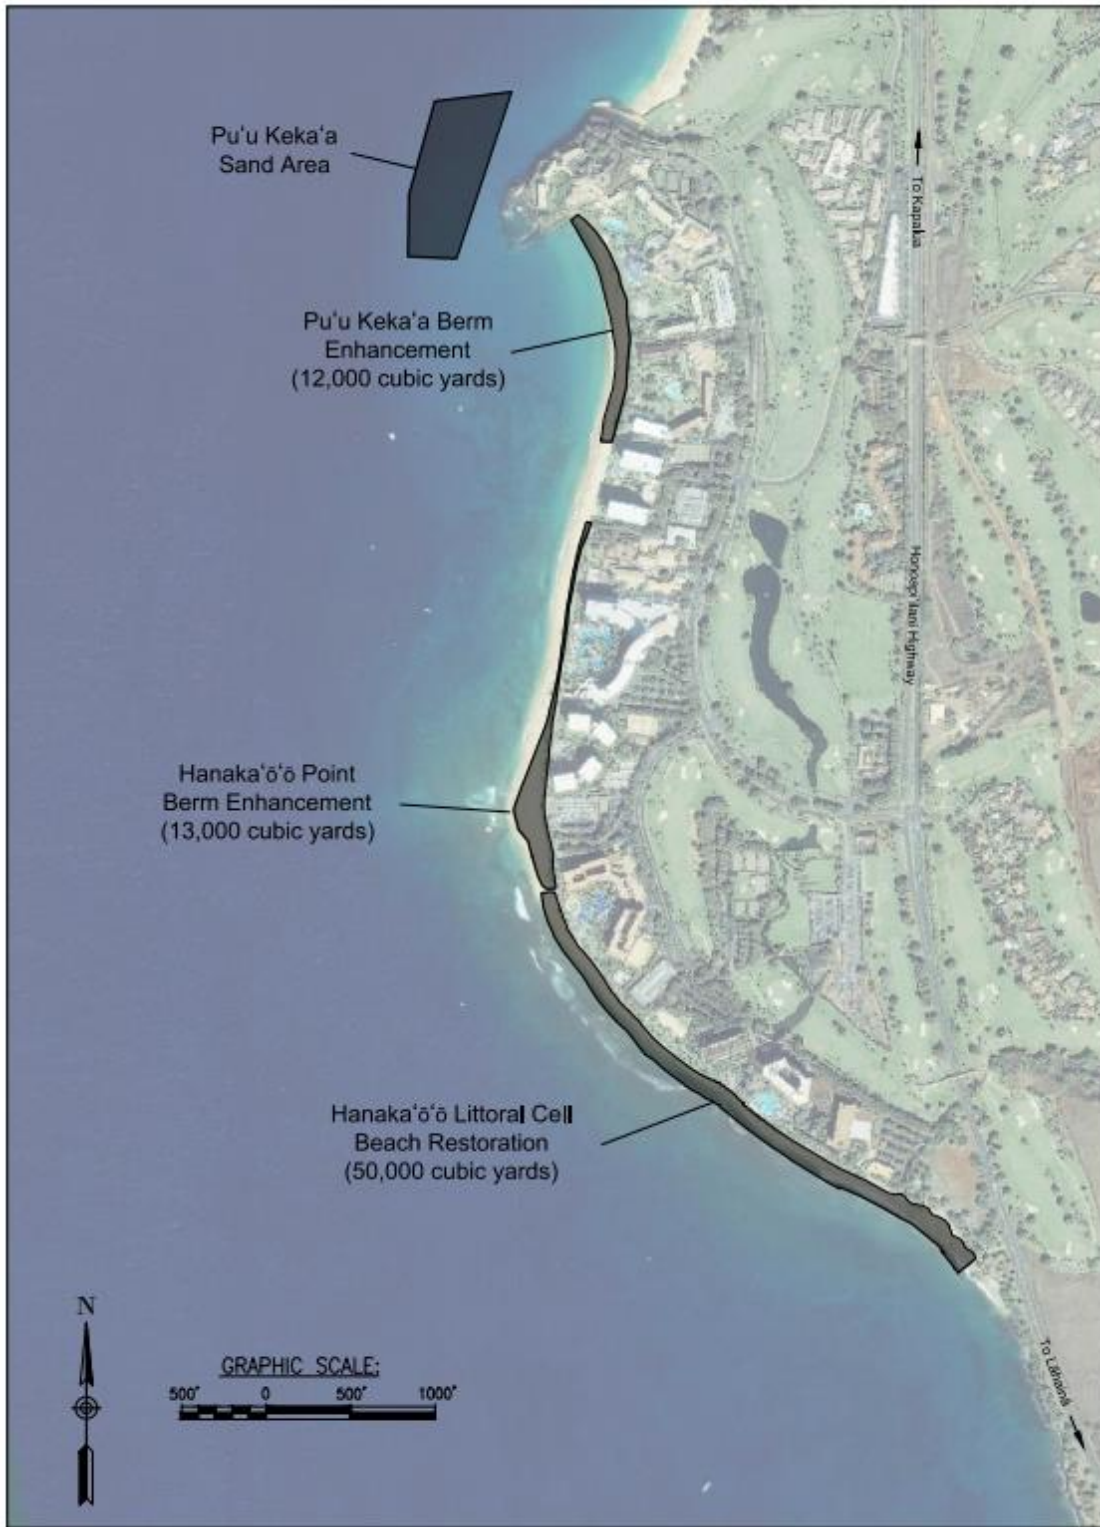 Pu‘u Keka‘a
Sand Area
To Kapalua
Pu‘u Keka‘a Berm
Enhancement
(12,000 cubic yards)
Honoapi‘ilani Highway
Hanaka‘ō‘ō Point
Berm Enhancement
(13,000 cubic yards)
Hanaka‘ō‘ō Littoral Cell
Beach Restoration
(50,000 cubic yards)
N
GRAPHIC SCALE:
500' 0 500' 1000'
To Lāhainā